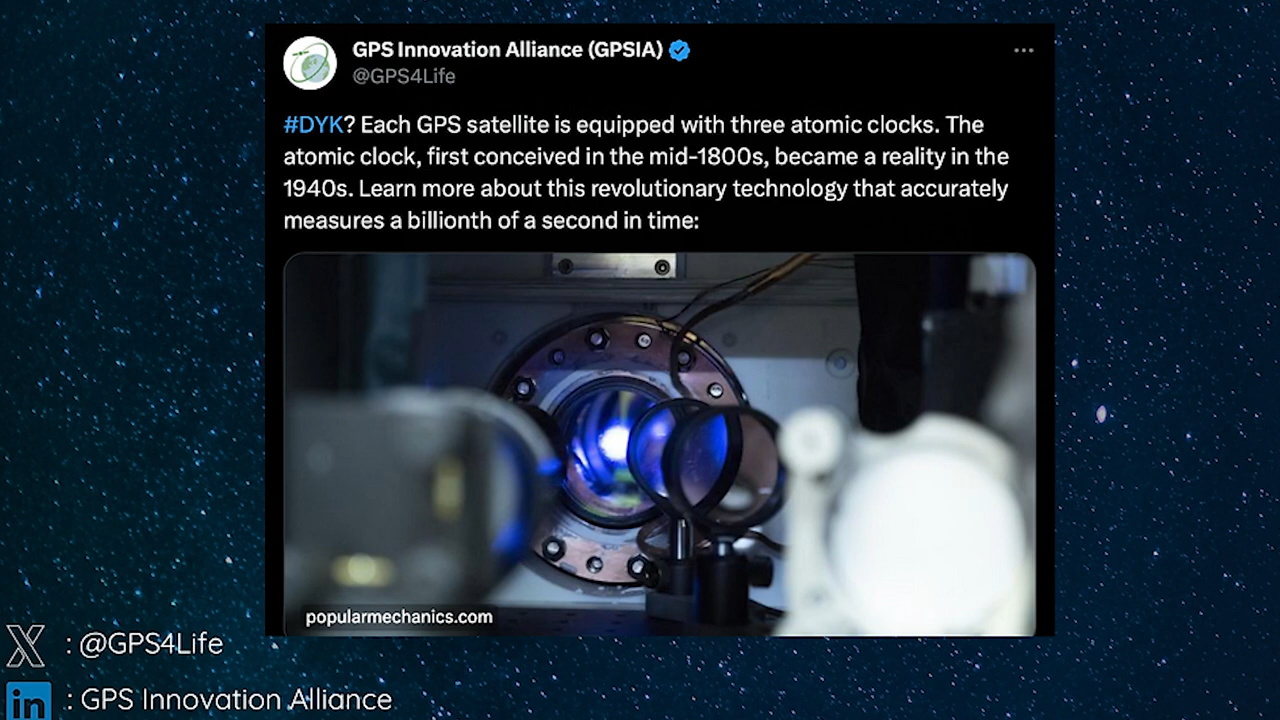 GPS Innovation Alliance (GPSIA)
@GPS4Life
#DYK? Each GPS satellite is equipped with three atomic clocks. The
atomic clock, first conceived in the mid-1800s, became a reality in the
1940s. Learn more about this revolutionary technology that accurately
measures a billionth of a second in time:
popularmechanics.com
X : @GPS4Life
in : GPS Innovation Alliance